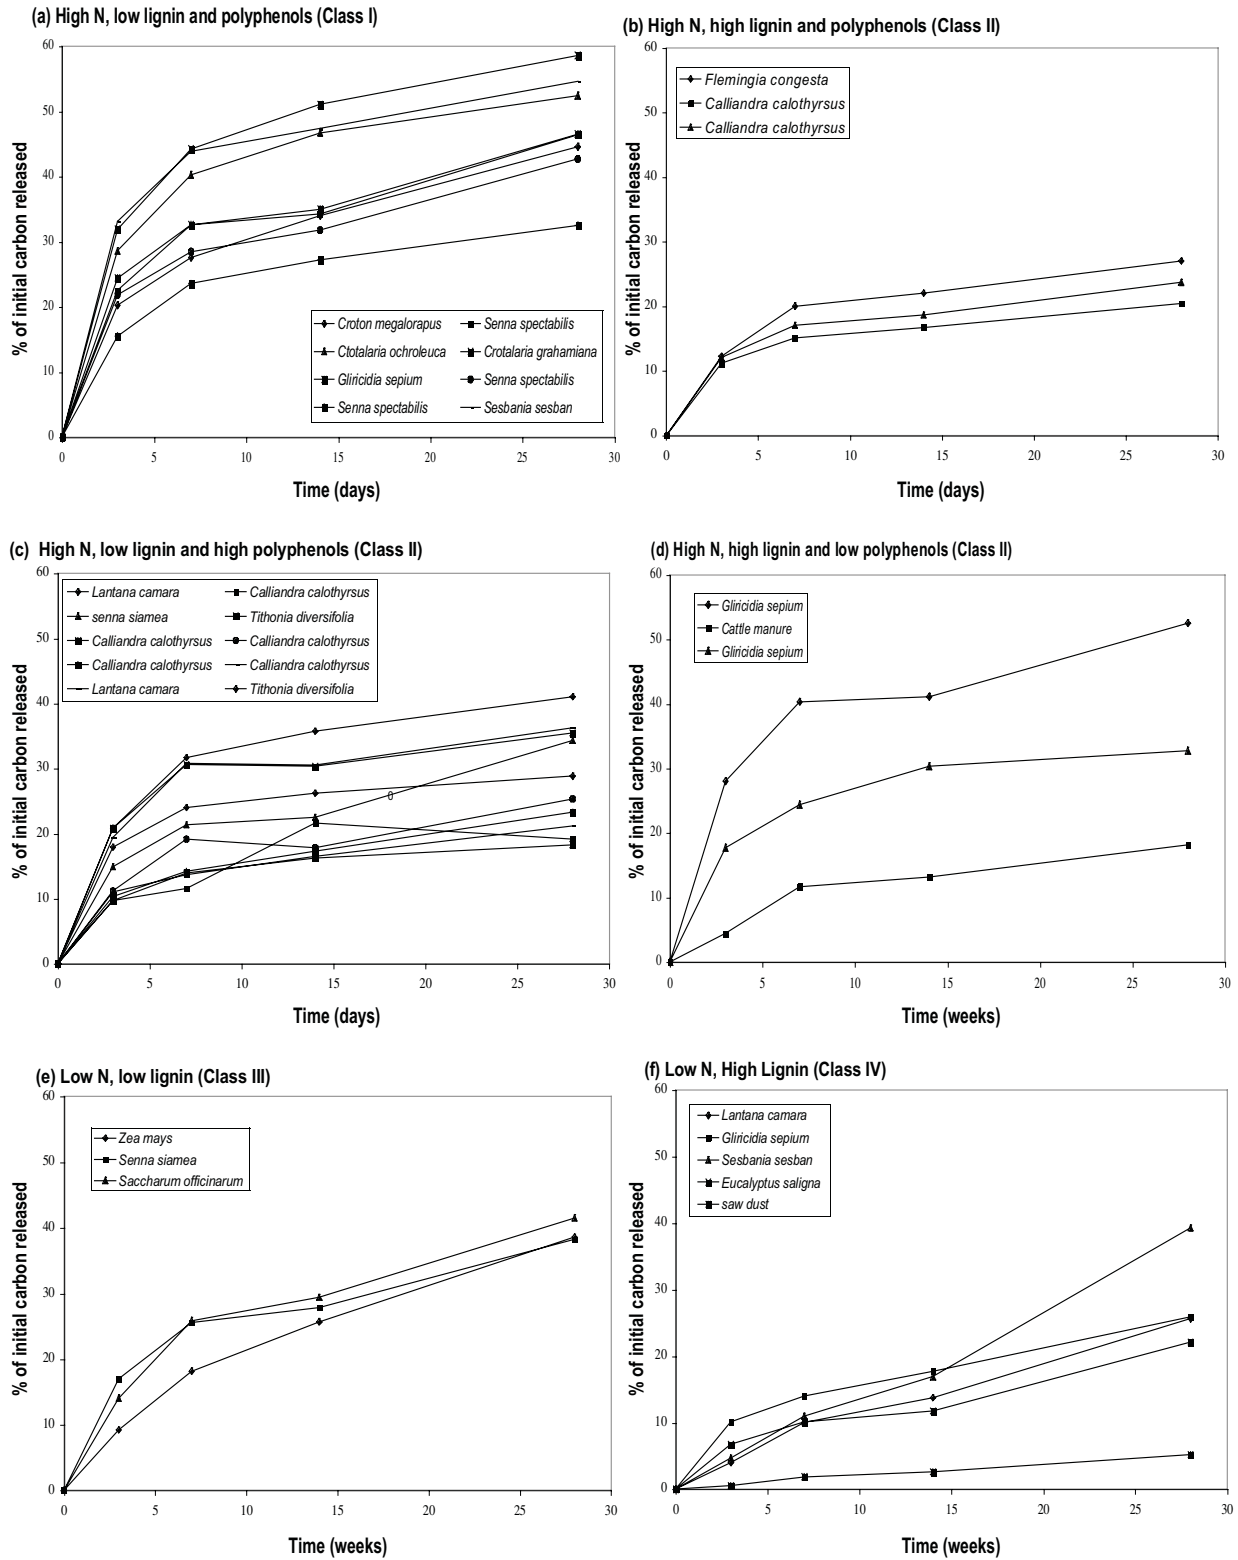 (a) High N, low lignin and polyphenols (Class I)
60
50
40
30
20
10
0
% of initial carbon released
Croton megalorapus
Senna spectabilis
Ctotalaria ochroleuca
Crotalaria grahamiana
Gliricidia sepium
Senna spectabilis
Senna spectabilis
Sesbania sesban
0 5 10 15 20 25 30
Time (days)
(b) High N, high lignin and polyphenols (Class II)
60
50
40
30
20
10
0
% of initial carbon released
Flemingia congesta
Calliandra calothyrsus
Calliandra calothyrsus
0 5 10 15 20 25 30
Time (days)
(c) High N, low lignin and high polyphenols (Class II)
60
50
40
30
20
10
0
% of initial carbon released
Lantana camara
Calliandra calothyrsus
senna siamea
Tithonia diversifolia
Calliandra calothyrsus
Calliandra calothyrsus
Calliandra calothyrsus
Calliandra calothyrsus
Lantana camara
Tithonia diversifolia
0
0 5 10 15 20 25 30
Time (days)
(d) High N, high lignin and low polyphenols (Class II)
60
50
40
30
20
10
0
% of initial carbon released
Gliricidia sepium
Cattle manure
Gliricidia sepium
0 5 10 15 20 25 30
Time (weeks)
(e) Low N, low lignin (Class III)
60
50
40
30
20
10
0
% of initial carbon released
Zea mays
Senna siamea
Saccharum officinarum
0 5 10 15 20 25 30
Time (weeks)
(f) Low N, High Lignin (Class IV)
60
50
40
30
20
10
0
% of initial carbon released
Lantana camara
Gliricidia sepium
Sesbania sesban
Eucalyptus saligna
saw dust
0 5 10 15 20 25 30
Time (weeks)